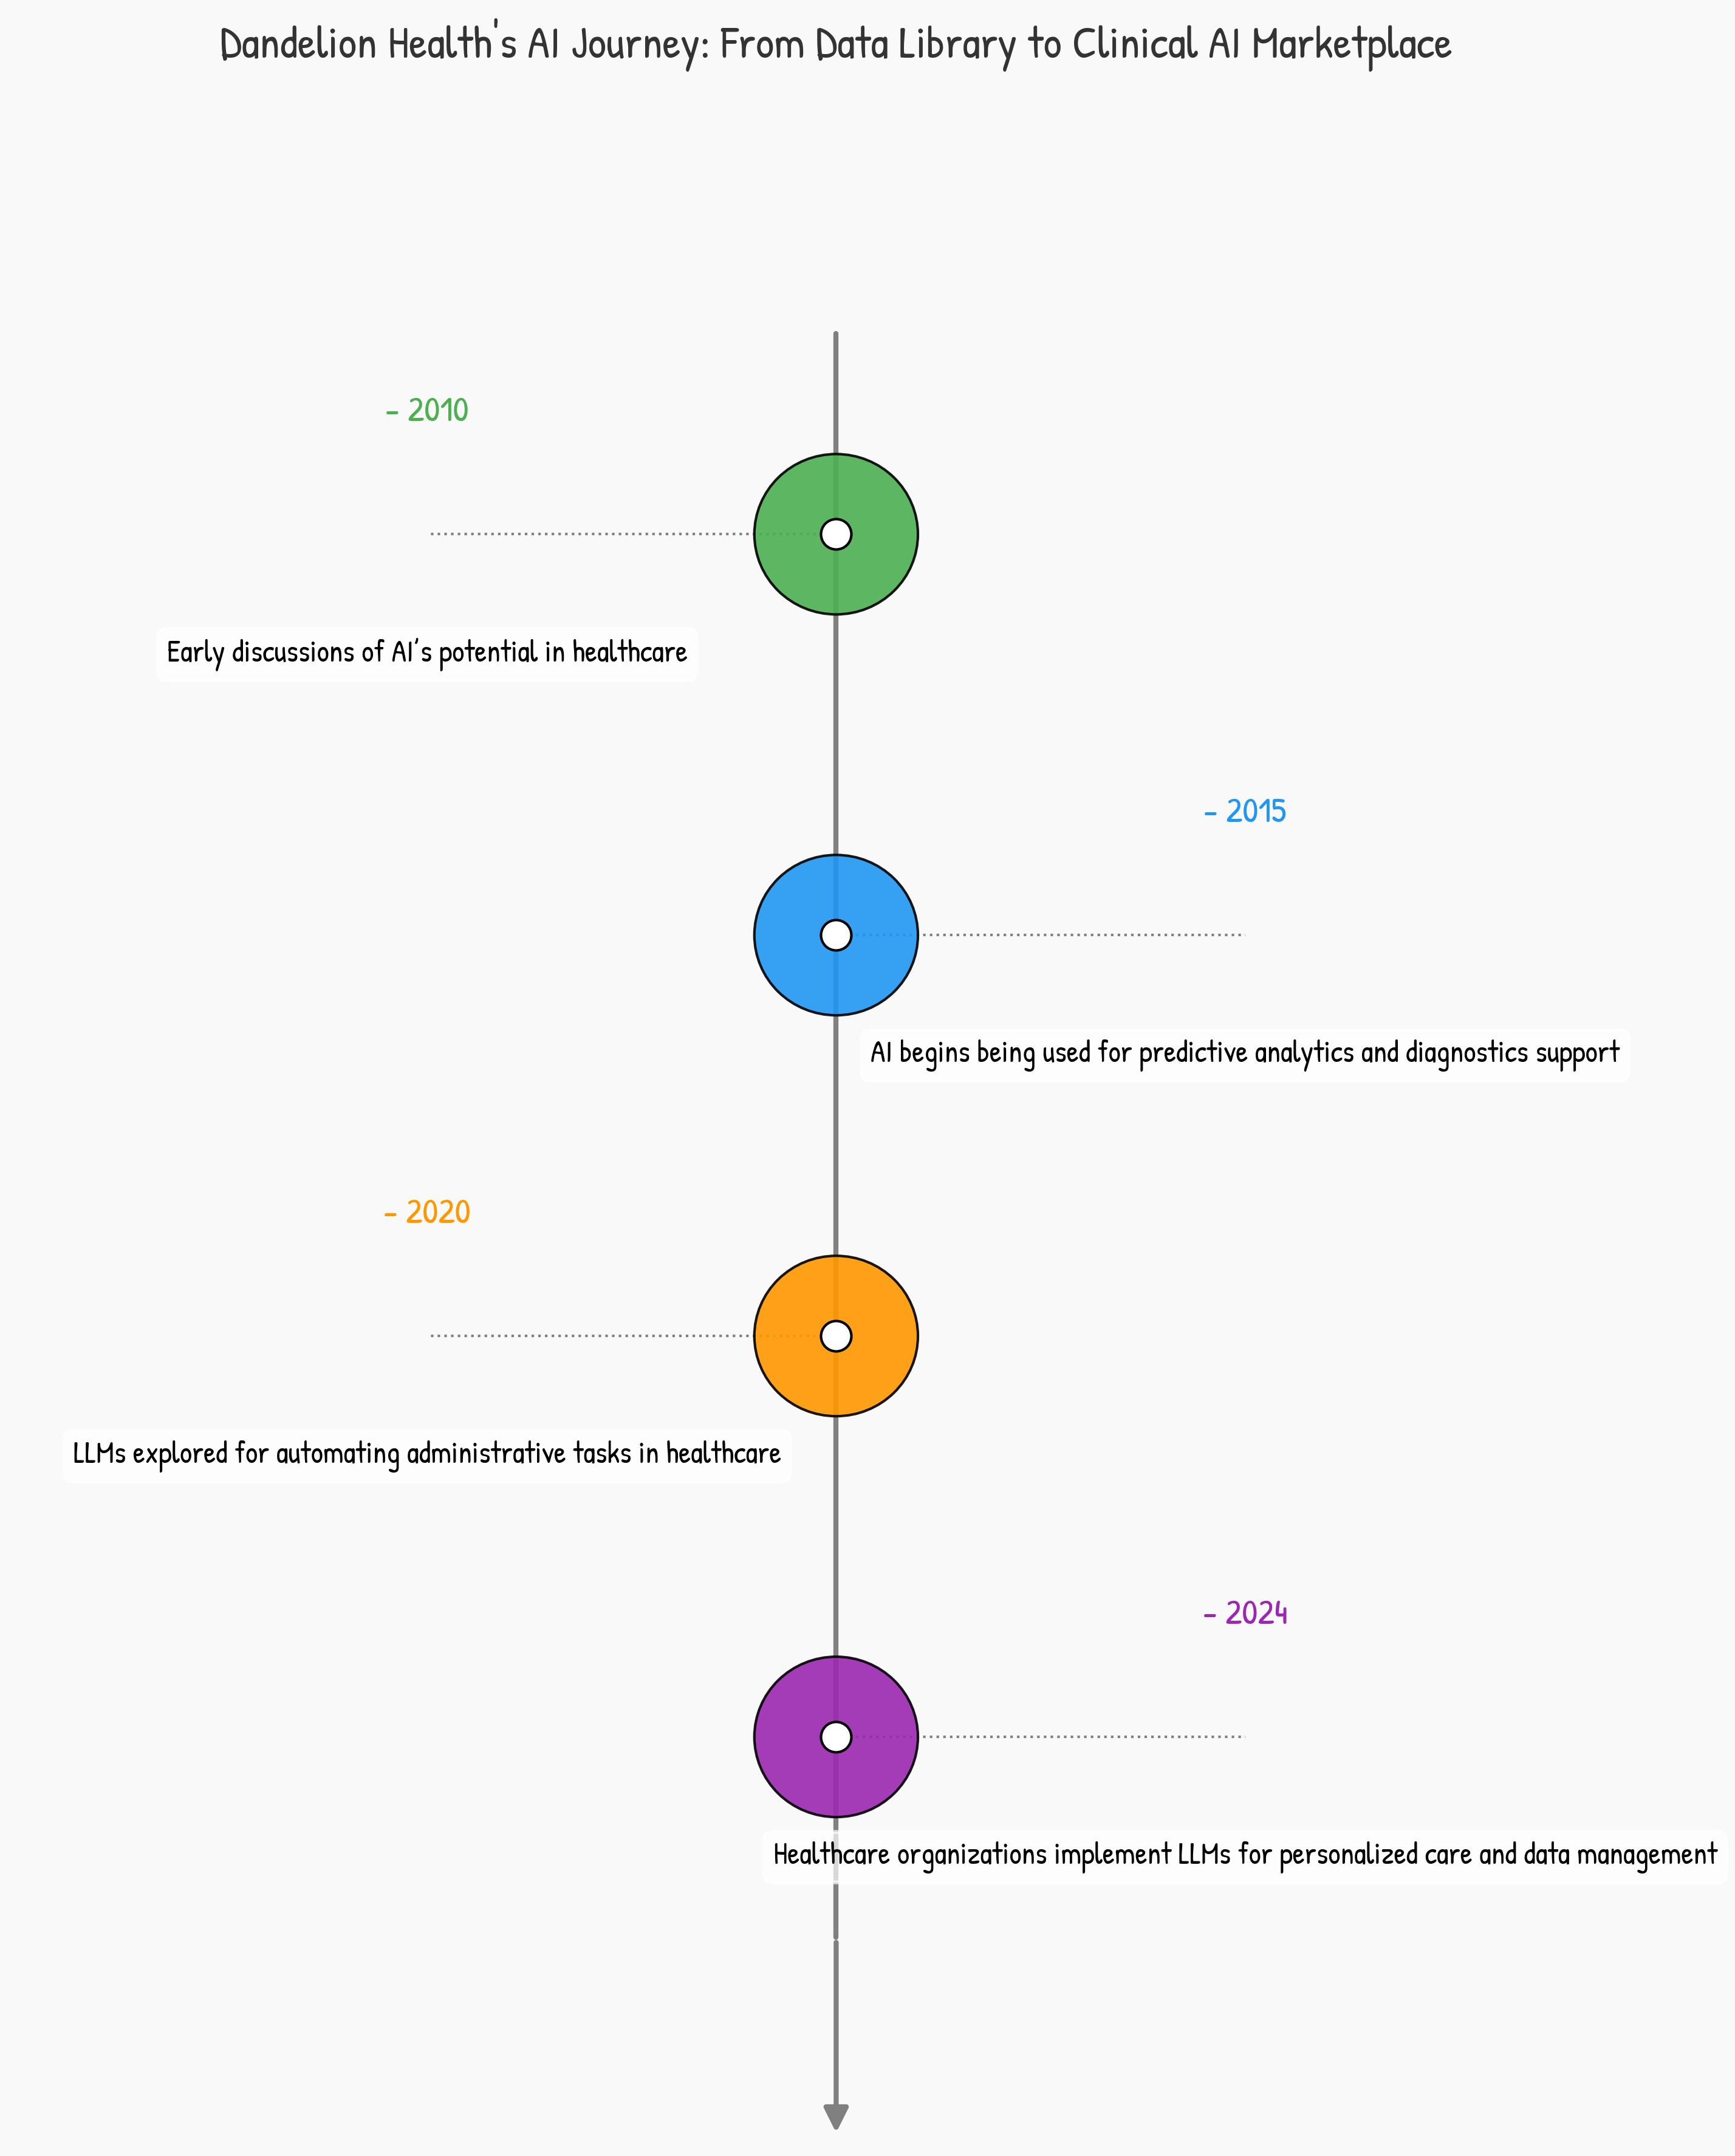 Dandelion Health's AI Journey: From Data Library to Clinical AI Marketplace
- 2010
Early discussions of AI's potential in healthcare
- 2015
AI begins being used for predictive analytics and diagnostics support
- 2020
LLMs explored for automating administrative tasks in healthcare
- 2024
Healthcare organizations implement LLMs for personalized care and data management